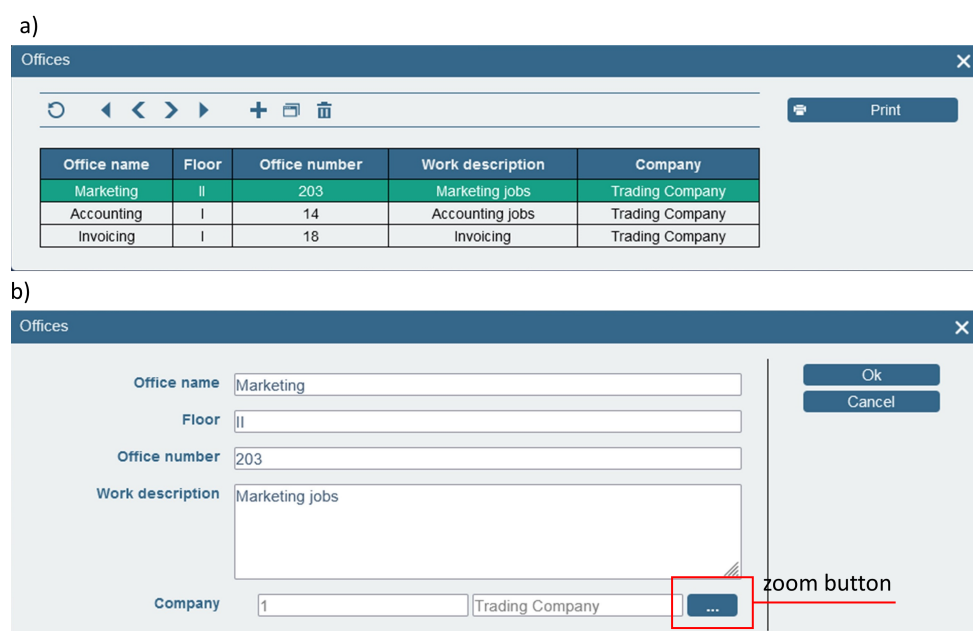 a)
Offices
Print
Office name Floor Office number Work description Company
Marketing II 203 Marketing jobs Trading Company
Accounting I 14 Accounting jobs Trading Company
Invoicing I 18 Invoicing Trading Company
b)
Offices
Office name Marketing Ok
Floor II Cancel
Office number 203
Work description Marketing jobs
zoom button
Company 1 Trading Company ...